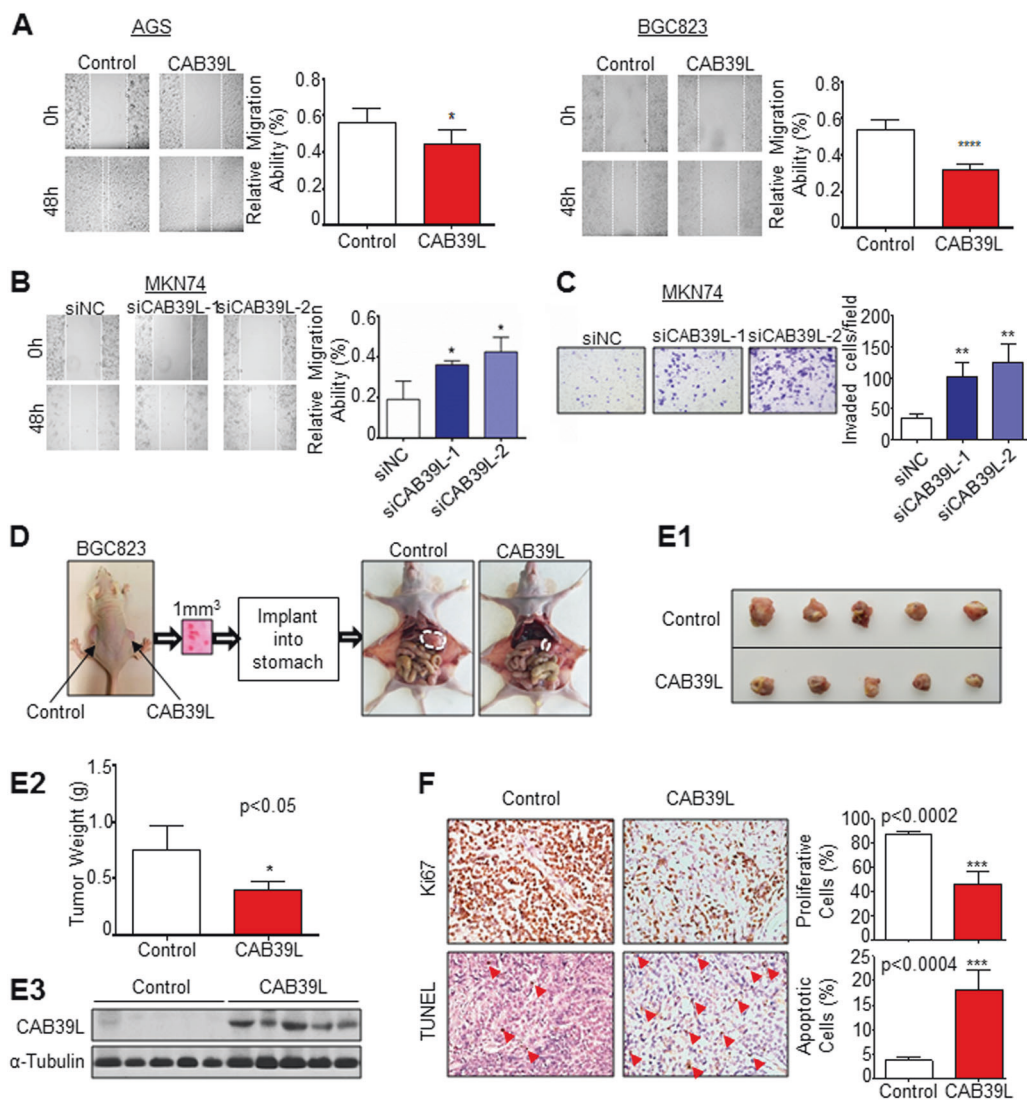 A
AGS
Control CAB39L
0h
48h
Relative Migration
Ability (%)
0.8
0.6
0.4
0.2
0
Control CAB39L
*
BGC823
Control CAB39L
0h
48h
Relative Migration
Ability (%)
0.8
0.6
0.4
0.2
0
Control CAB39L
****
B
MKN74
siNC siCAB39L-1 siCAB39L-2
0h
48h
Relative Migration
Ability (%)
0.6
0.4
0.2
0
* *
siNC
siCAB39L-1
siCAB39L-2
C
MKN74
siNC siCAB39L-1 siCAB39L-2
Invaded cells/field
200
150
100
50
0
** **
siNC
siCAB39L-1
siCAB39L-2
D
BGC823
Control CAB39L
1mm³
Implant
into
stomach
Control CAB39L
E1
Control
CAB39L
E2
Tumor Weight (g)
1.5
1.0
0.5
0
p<0.05
*
Control CAB39L
E3
Control CAB39L
CAB39L
α-Tubulin
F
Control CAB39L
Ki67
TUNEL
Proliferative
Cells (%)
100
80
60
40
20
0
p<0.0002
***
Apoptotic
Cells (%)
25
20
15
10
5
0
p<0.0004
***
Control CAB39L